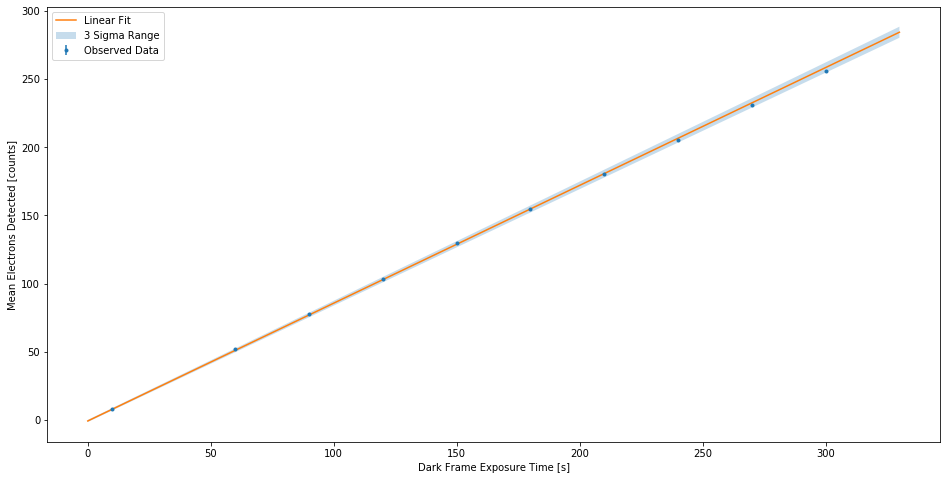 300
250
200
150
100
50
0
Mean Electrons Detected [counts]
Linear Fit
3 Sigma Range
Observed Data
0 50 100 150 200 250 300
Dark Frame Exposure Time [s]